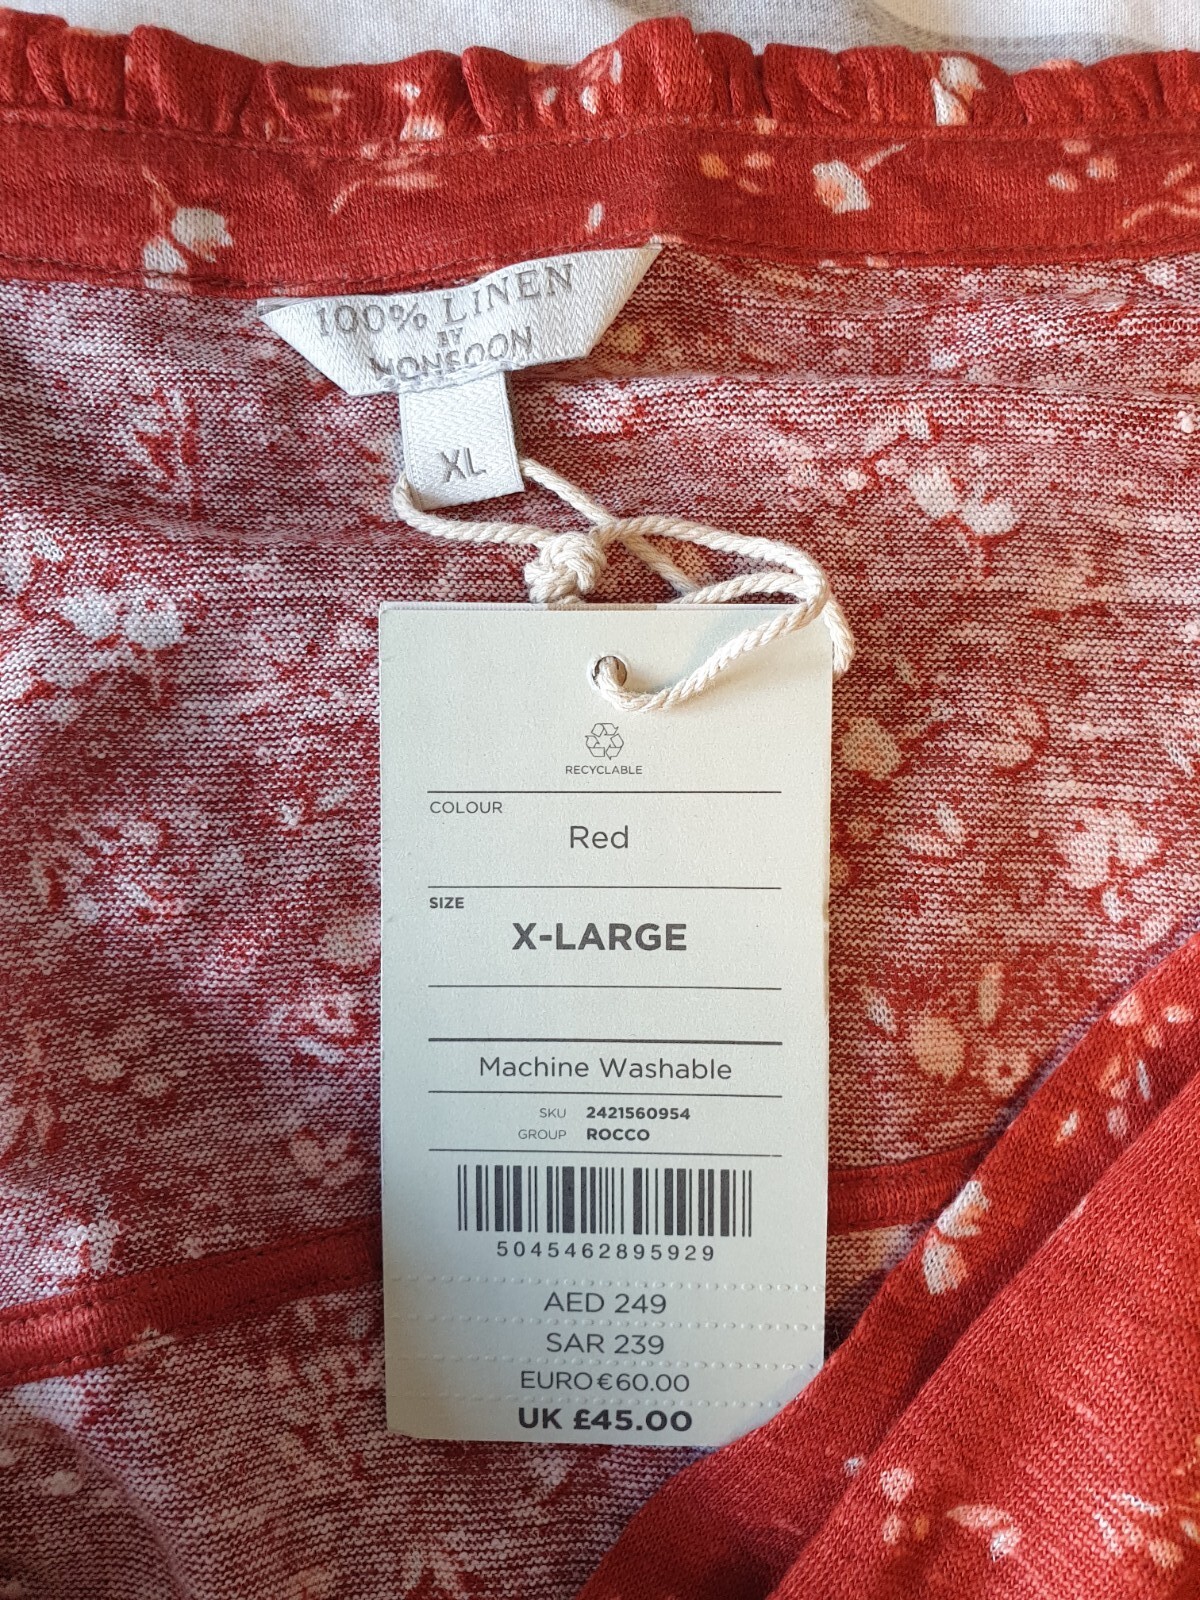 100% LINEN
BY
MONSOON
XL
RECYCLABLE
COLOUR
Red
SIZE
X-LARGE
Machine Washable
SKU 2421560954
GROUP ROCCO
5045462895929
AED 249
SAR 239
EURO€60.00
UK £45.00